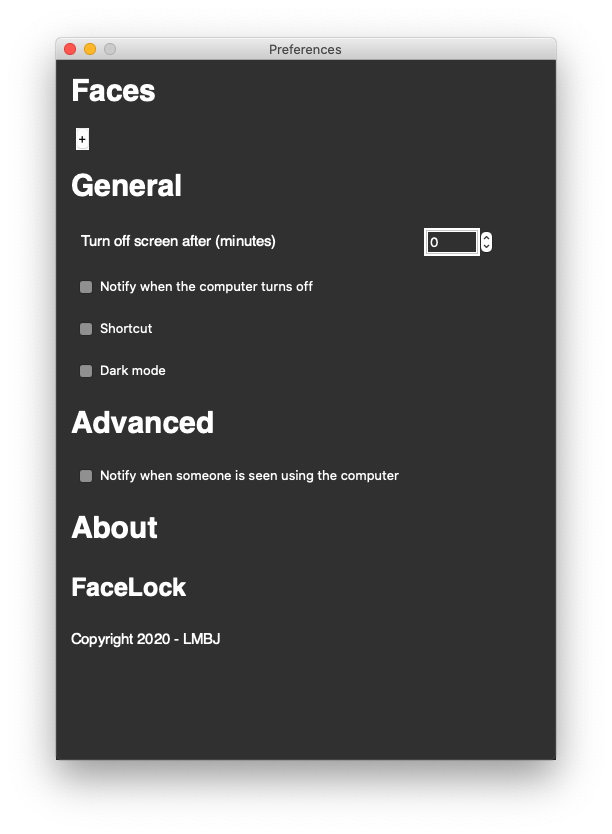 Preferences
Faces
+
General
Turn off screen after (minutes) 0
Notify when the computer turns off
Shortcut
Dark mode
Advanced
Notify when someone is seen using the computer
About
FaceLock
Copyright 2020 - LMBJ